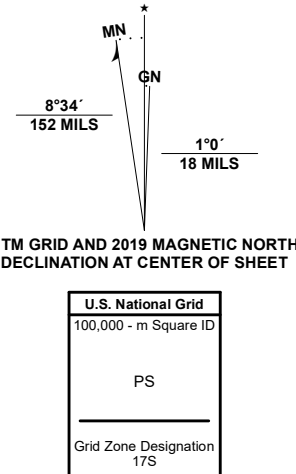 ★
MN
GN
8°34´
152 MILS
1°0´
18 MILS
TM GRID AND 2019 MAGNETIC NORTH
DECLINATION AT CENTER OF SHEET
U.S. National Grid
100,000 - m Square ID
PS
Grid Zone Designation
17S